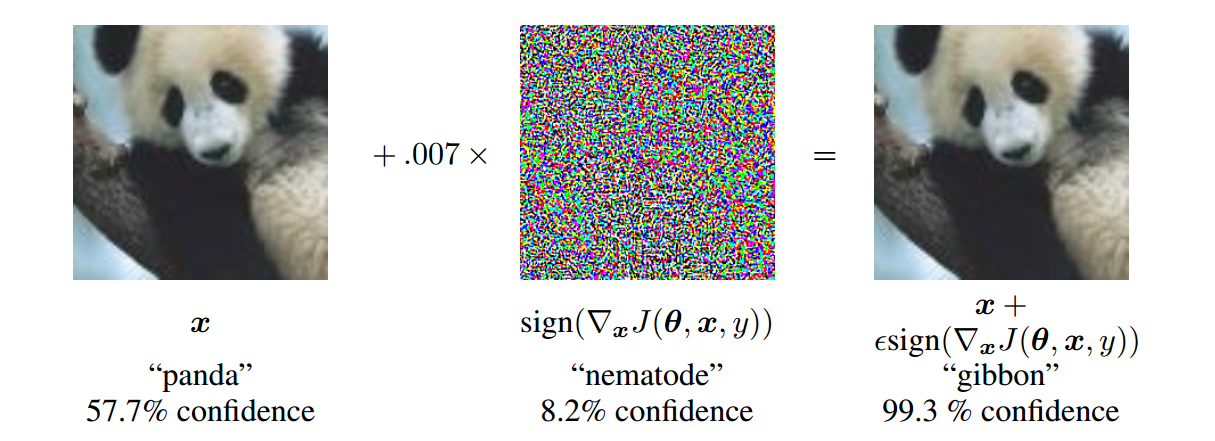 + .007 ×
=
x
sign(∇ₓJ(θ, x, y))
x +
ϵsign(∇ₓJ(θ, x, y))
“panda”
“nematode”
“gibbon”
57.7% confidence
8.2% confidence
99.3 % confidence